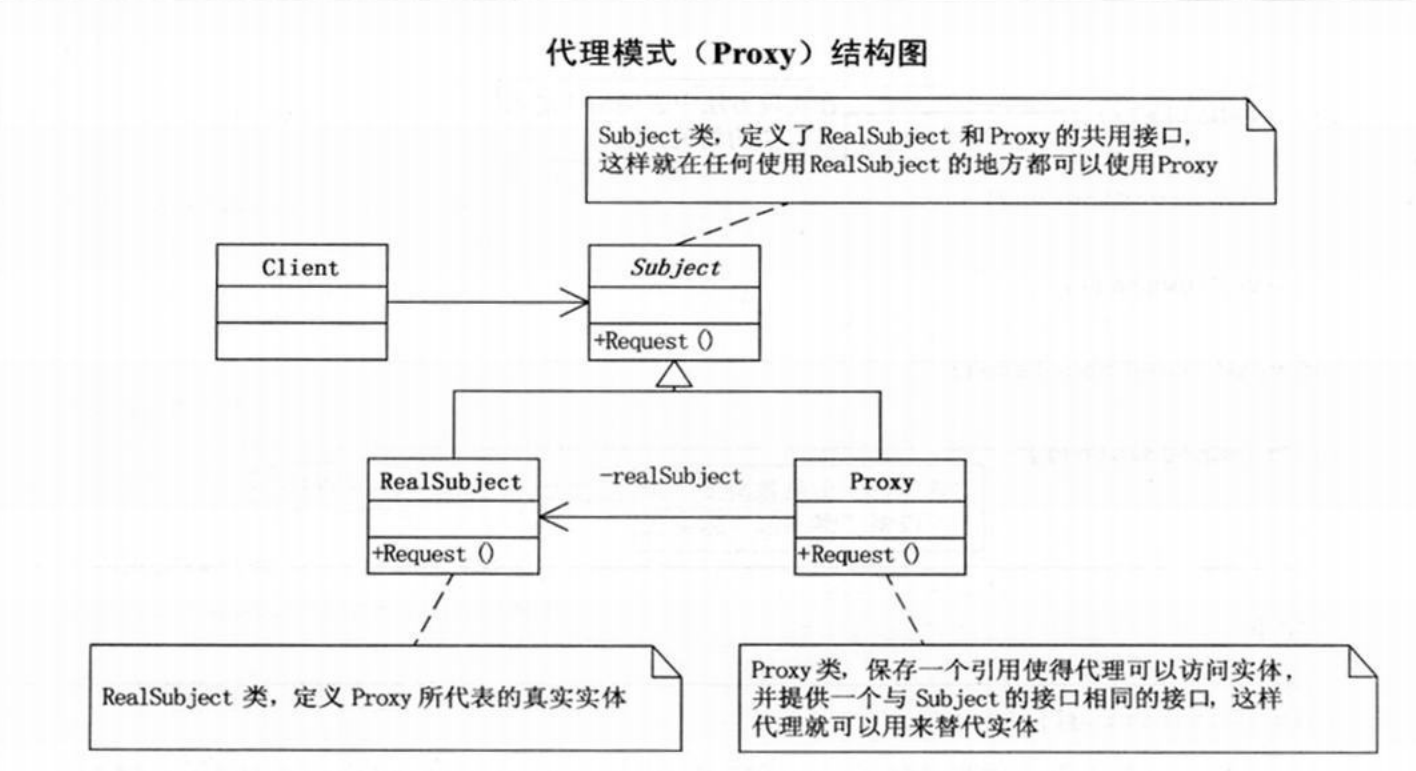 代理模式（Proxy）结构图
Subject 类，定义了 RealSubject 和 Proxy 的共用接口，
这样就在任何使用 RealSubject 的地方都可以使用 Proxy
Client
Subject
+Request()
RealSubject
-realSubject
Proxy
+Request()
+Request()
RealSubject 类，定义 Proxy 所代表的真实实体
Proxy 类，保存一个引用使得代理可以访问实体，
并提供一个与 Subject 的接口相同的接口，这样
代理就可以用来替代实体